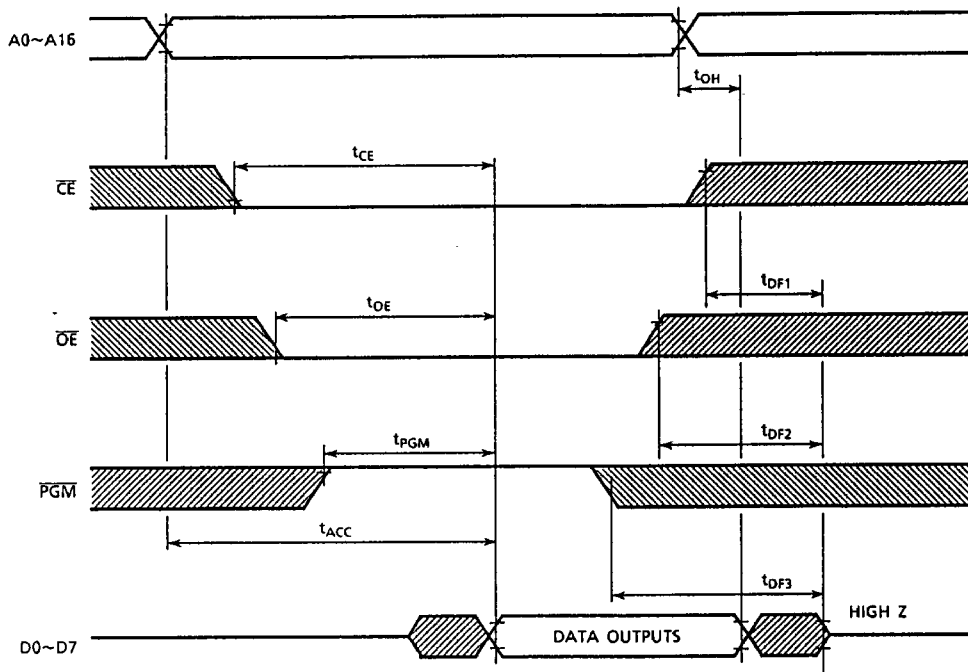 A0~A16
tOH
tCE
CE
tDF1
tOE
OE
tDF2
tPGM
PGM
tACC
tDF3
HIGH Z
D0~D7
DATA OUTPUTS